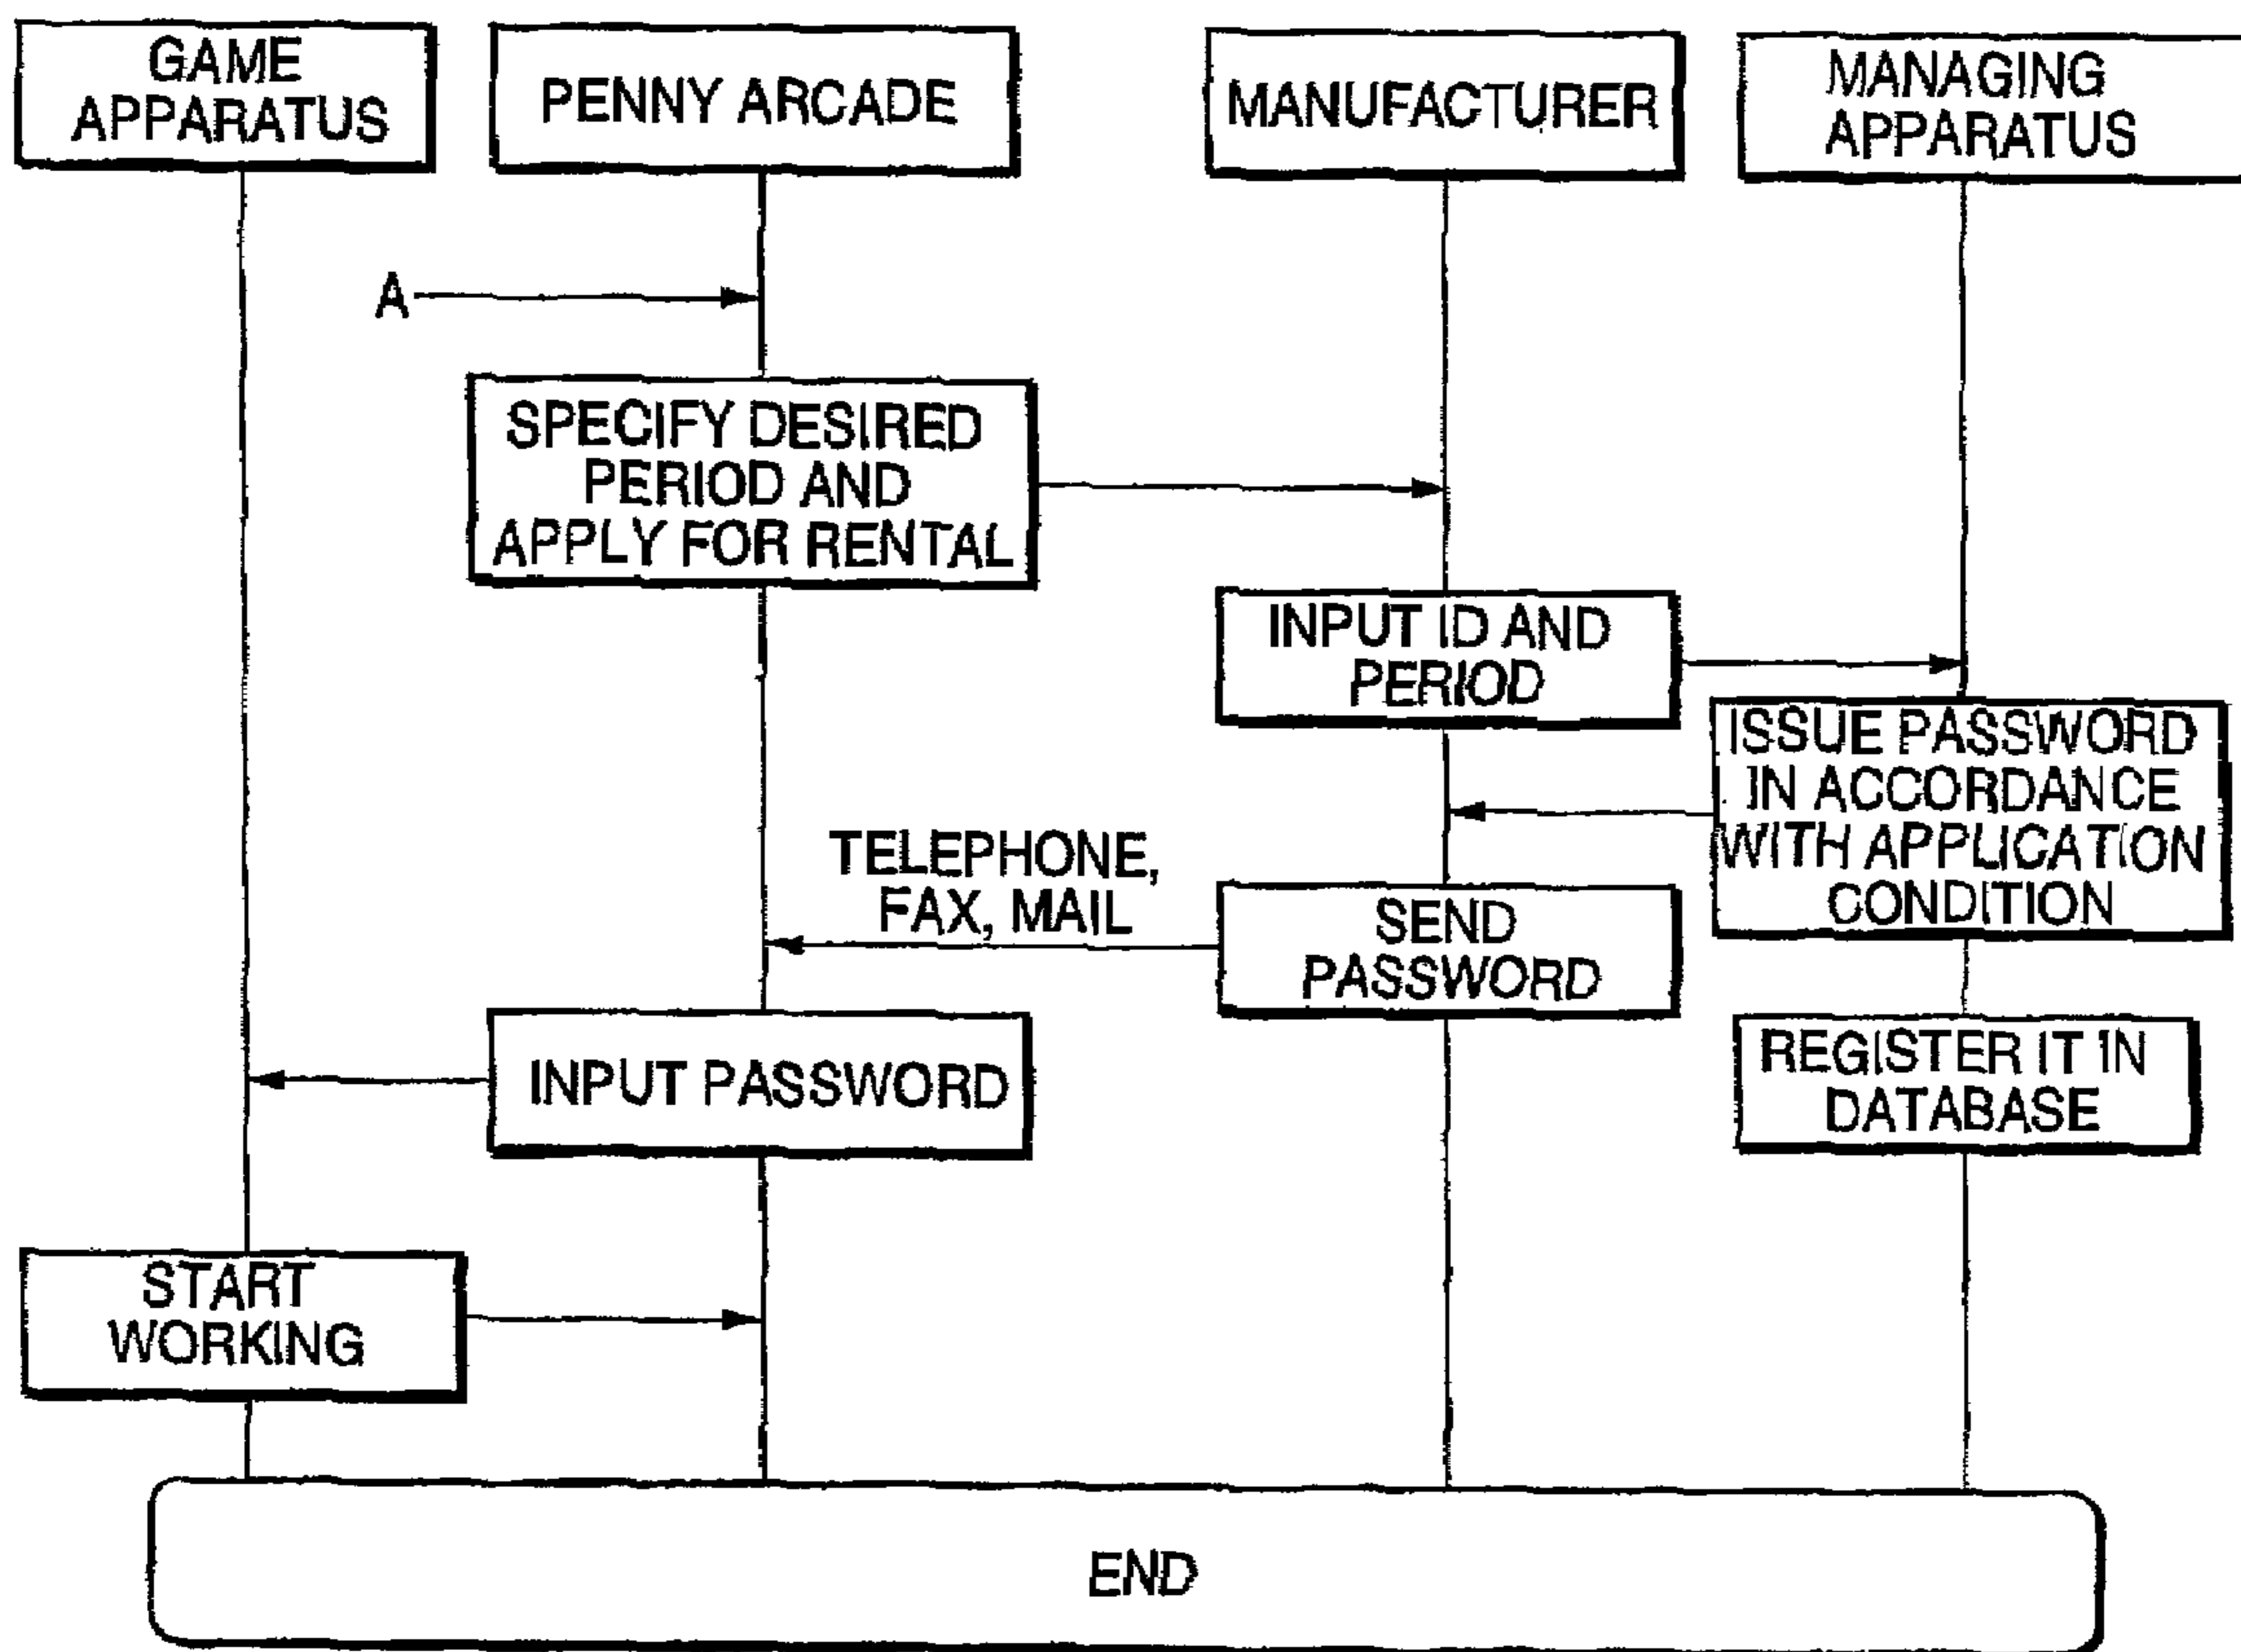 GAME
APPARATUS
PENNY ARCADE
MANUFACTURER
MANAGING
APPARATUS
A
SPECIFY DESIRED
PERIOD AND
APPLY FOR RENTAL
INPUT ID AND
PERIOD
ISSUE PASSWORD
IN ACCORDANCE
WITH APPLICATION
CONDITION
TELEPHONE,
FAX, MAIL
SEND
PASSWORD
INPUT PASSWORD
REGISTER IT IN
DATABASE
START
WORKING
END